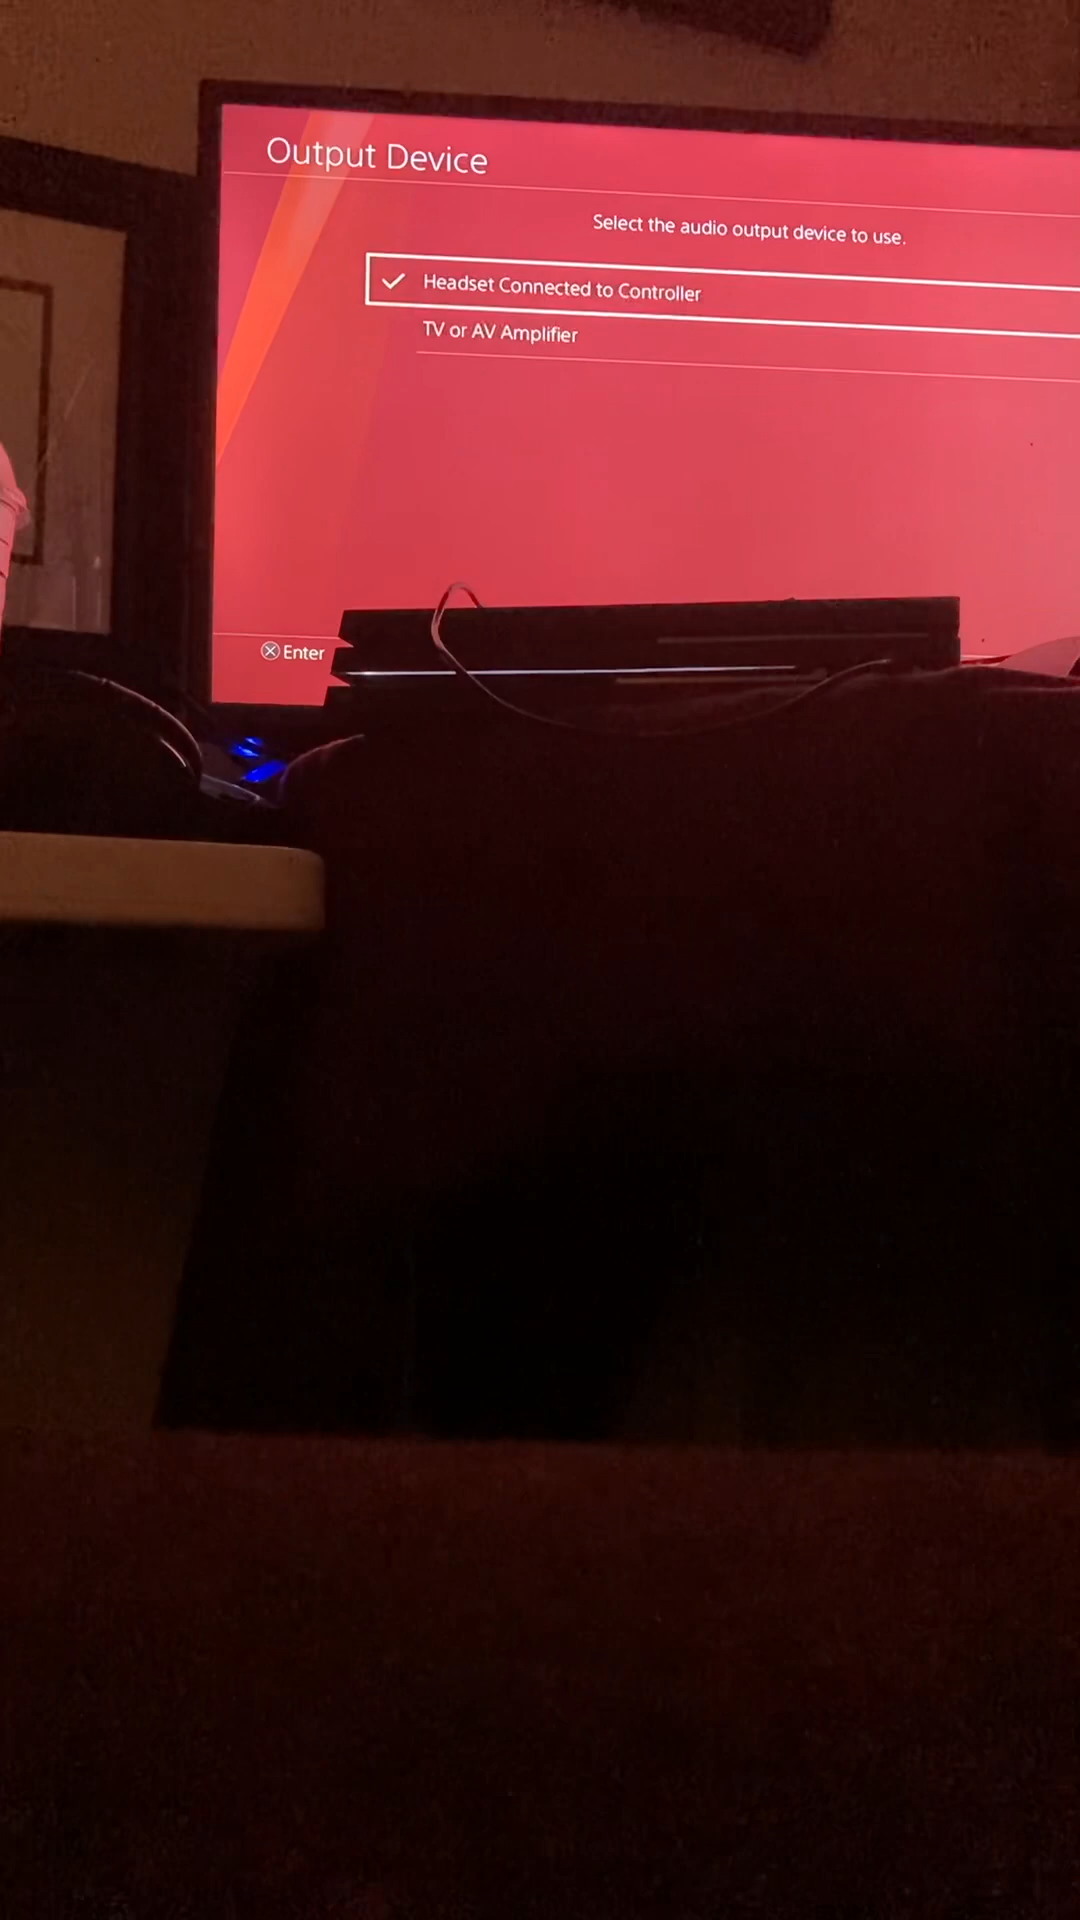 Output Device
Select the audio output device to use.
Headset Connected to Controller
TV or AV Amplifier
Enter